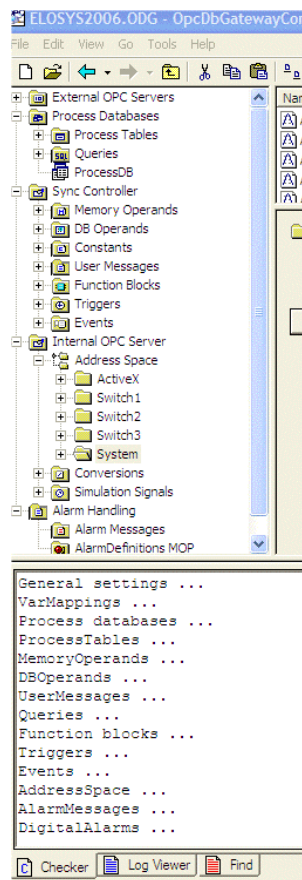 ELOSYS2006.ODG - OpcDbGatewayCon
File Edit View Go Tools Help
External OPC Servers
Process Databases
Process Tables
Queries
ProcessDB
Sync Controller
Memory Operands
DB Operands
Constants
User Messages
Function Blocks
Triggers
Events
Internal OPC Server
Address Space
ActiveX
Switch1
Switch2
Switch3
System
Conversions
Simulation Signals
Alarm Handling
Alarm Messages
AlarmDefinitions MOP
General settings ...
VarMappings ...
Process databases ...
ProcessTables ...
MemoryOperands ...
DBOperands ...
UserMessages ...
Queries ...
Function blocks ...
Triggers ...
Events ...
AddressSpace ...
AlarmMessages ...
DigitalAlarms ...
Checker Log Viewer Find